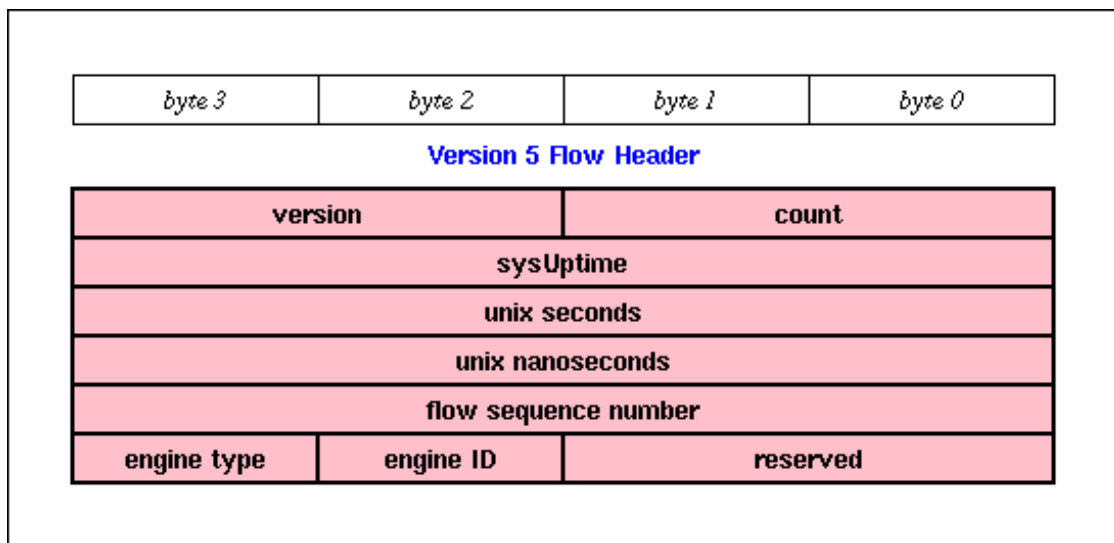 byte 3 byte 2 byte 1 byte 0
Version 5 Flow Header
version count
sysUptime
unix seconds
unix nanoseconds
flow sequence number
engine type engine ID reserved